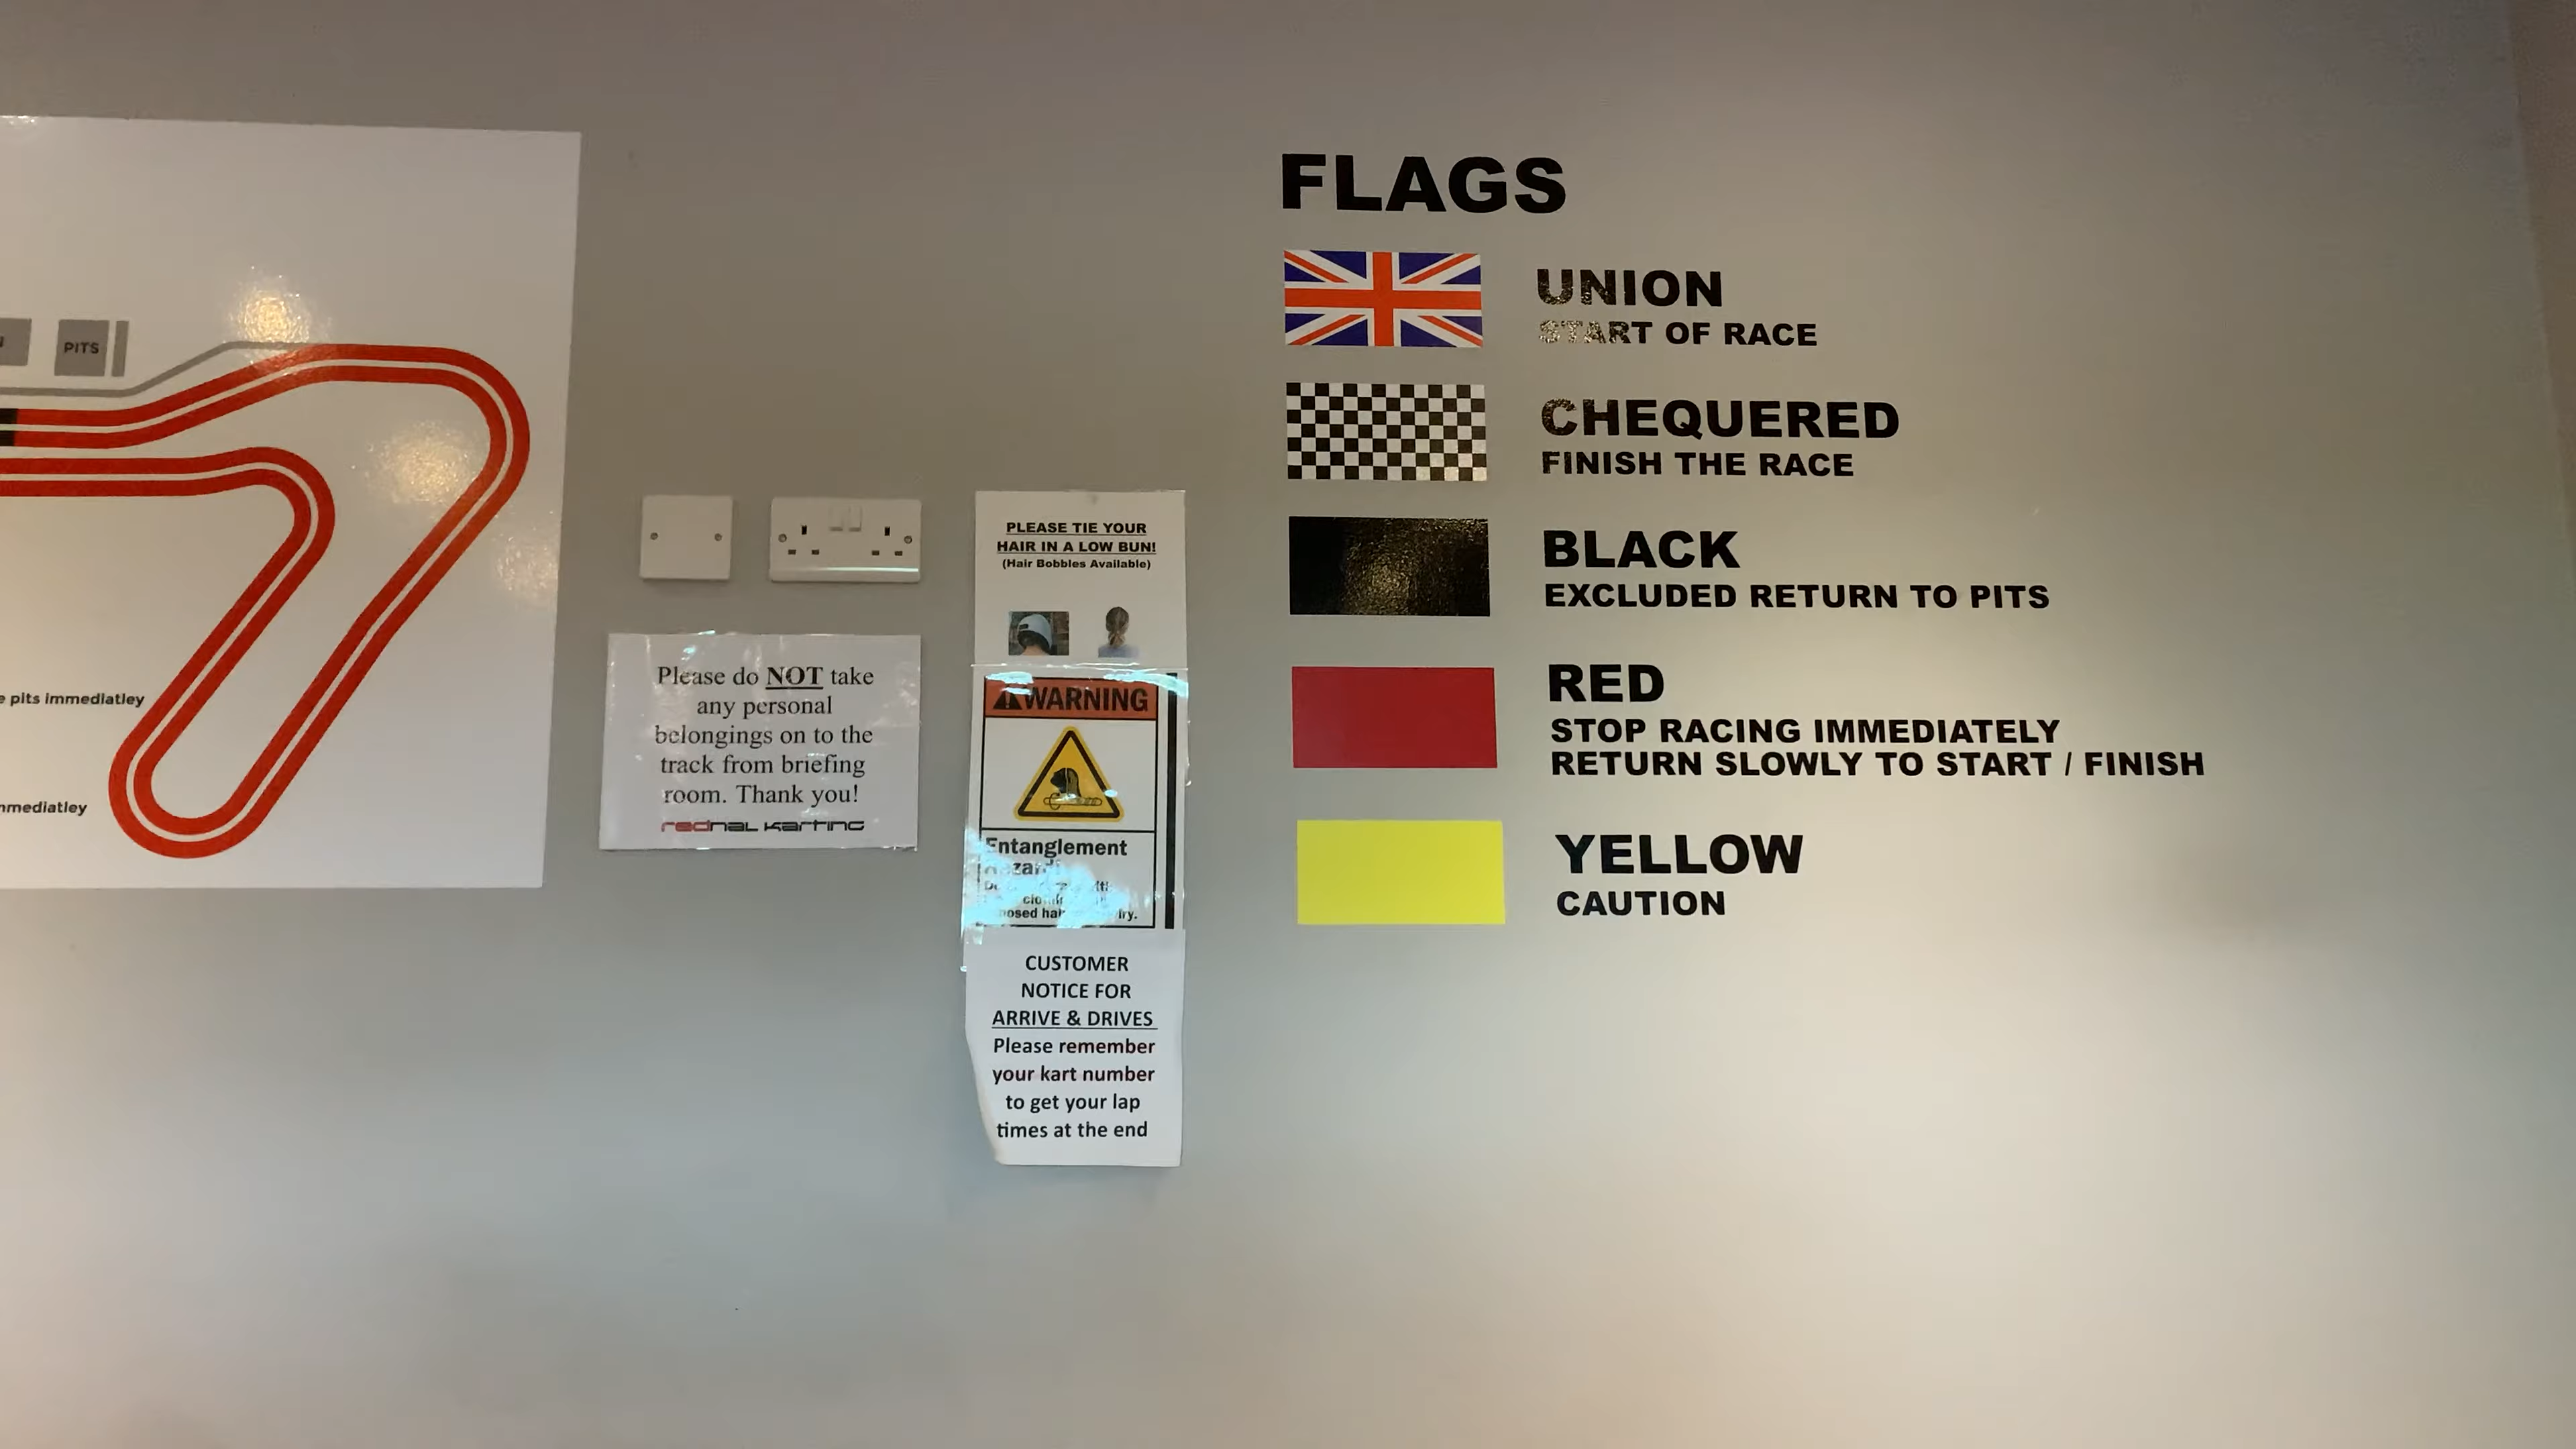 PITS
pits immediatley
PLEASE TIE YOUR
HAIR IN A LOW BUN!
(Hair Bobbles Available)
Please do NOT take
any personal
belongings on to the
track from briefing
room. Thank you!
rednal karting
WARNING
Entanglement
CUSTOMER
NOTICE FOR
ARRIVE & DRIVES
Please remember
your kart number
to get your lap
times at the end
FLAGS
UNION
START OF RACE
CHEQUERED
FINISH THE RACE
BLACK
EXCLUDED RETURN TO PITS
RED
STOP RACING IMMEDIATELY
RETURN SLOWLY TO START / FINISH
YELLOW
CAUTION